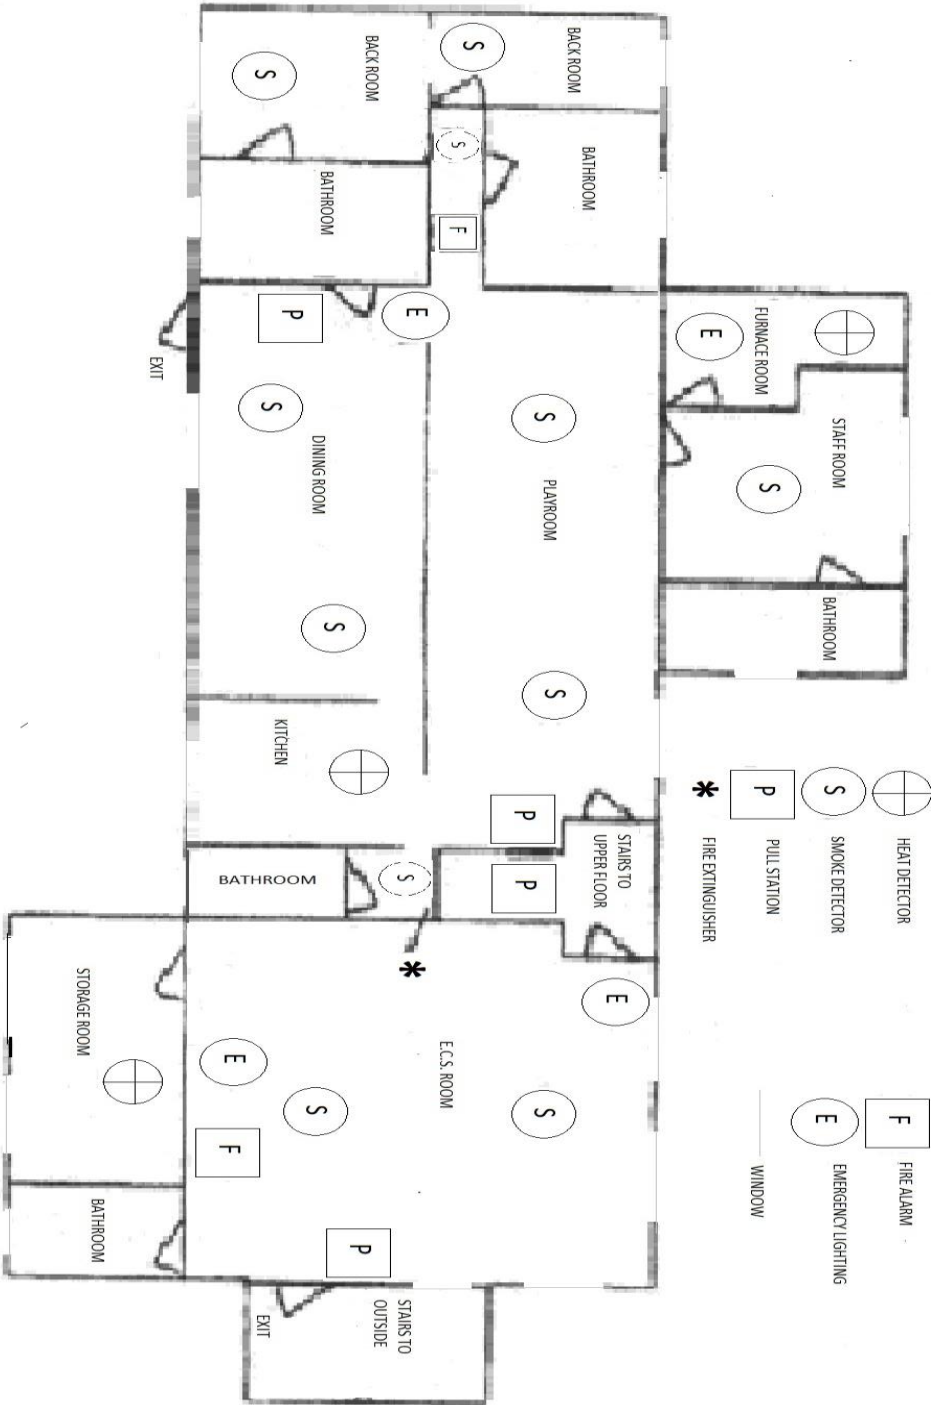 HEAT DETECTOR
F FIRE ALARM
S SMOKE DETECTOR
E EMERGENCY LIGHTING
P PULL STATION
WINDOW
* FIRE EXTINGUISHER
STAFF ROOM
BATHROOM
FURNACE ROOM
S
E
BACK ROOM
BATHROOM
STAIRS TO
UPPER FLOOR
E
S
PLAYROOM
S
P
P
S
S
S
F
E
E.C.S. ROOM
S
*
BACK ROOM
BATHROOM
DINING ROOM
S
S
P
S
P
STAIRS TO
OUTSIDE
S
KITCHEN
BATHROOM
E
F
EXIT
EXIT
STORAGE ROOM
BATHROOM